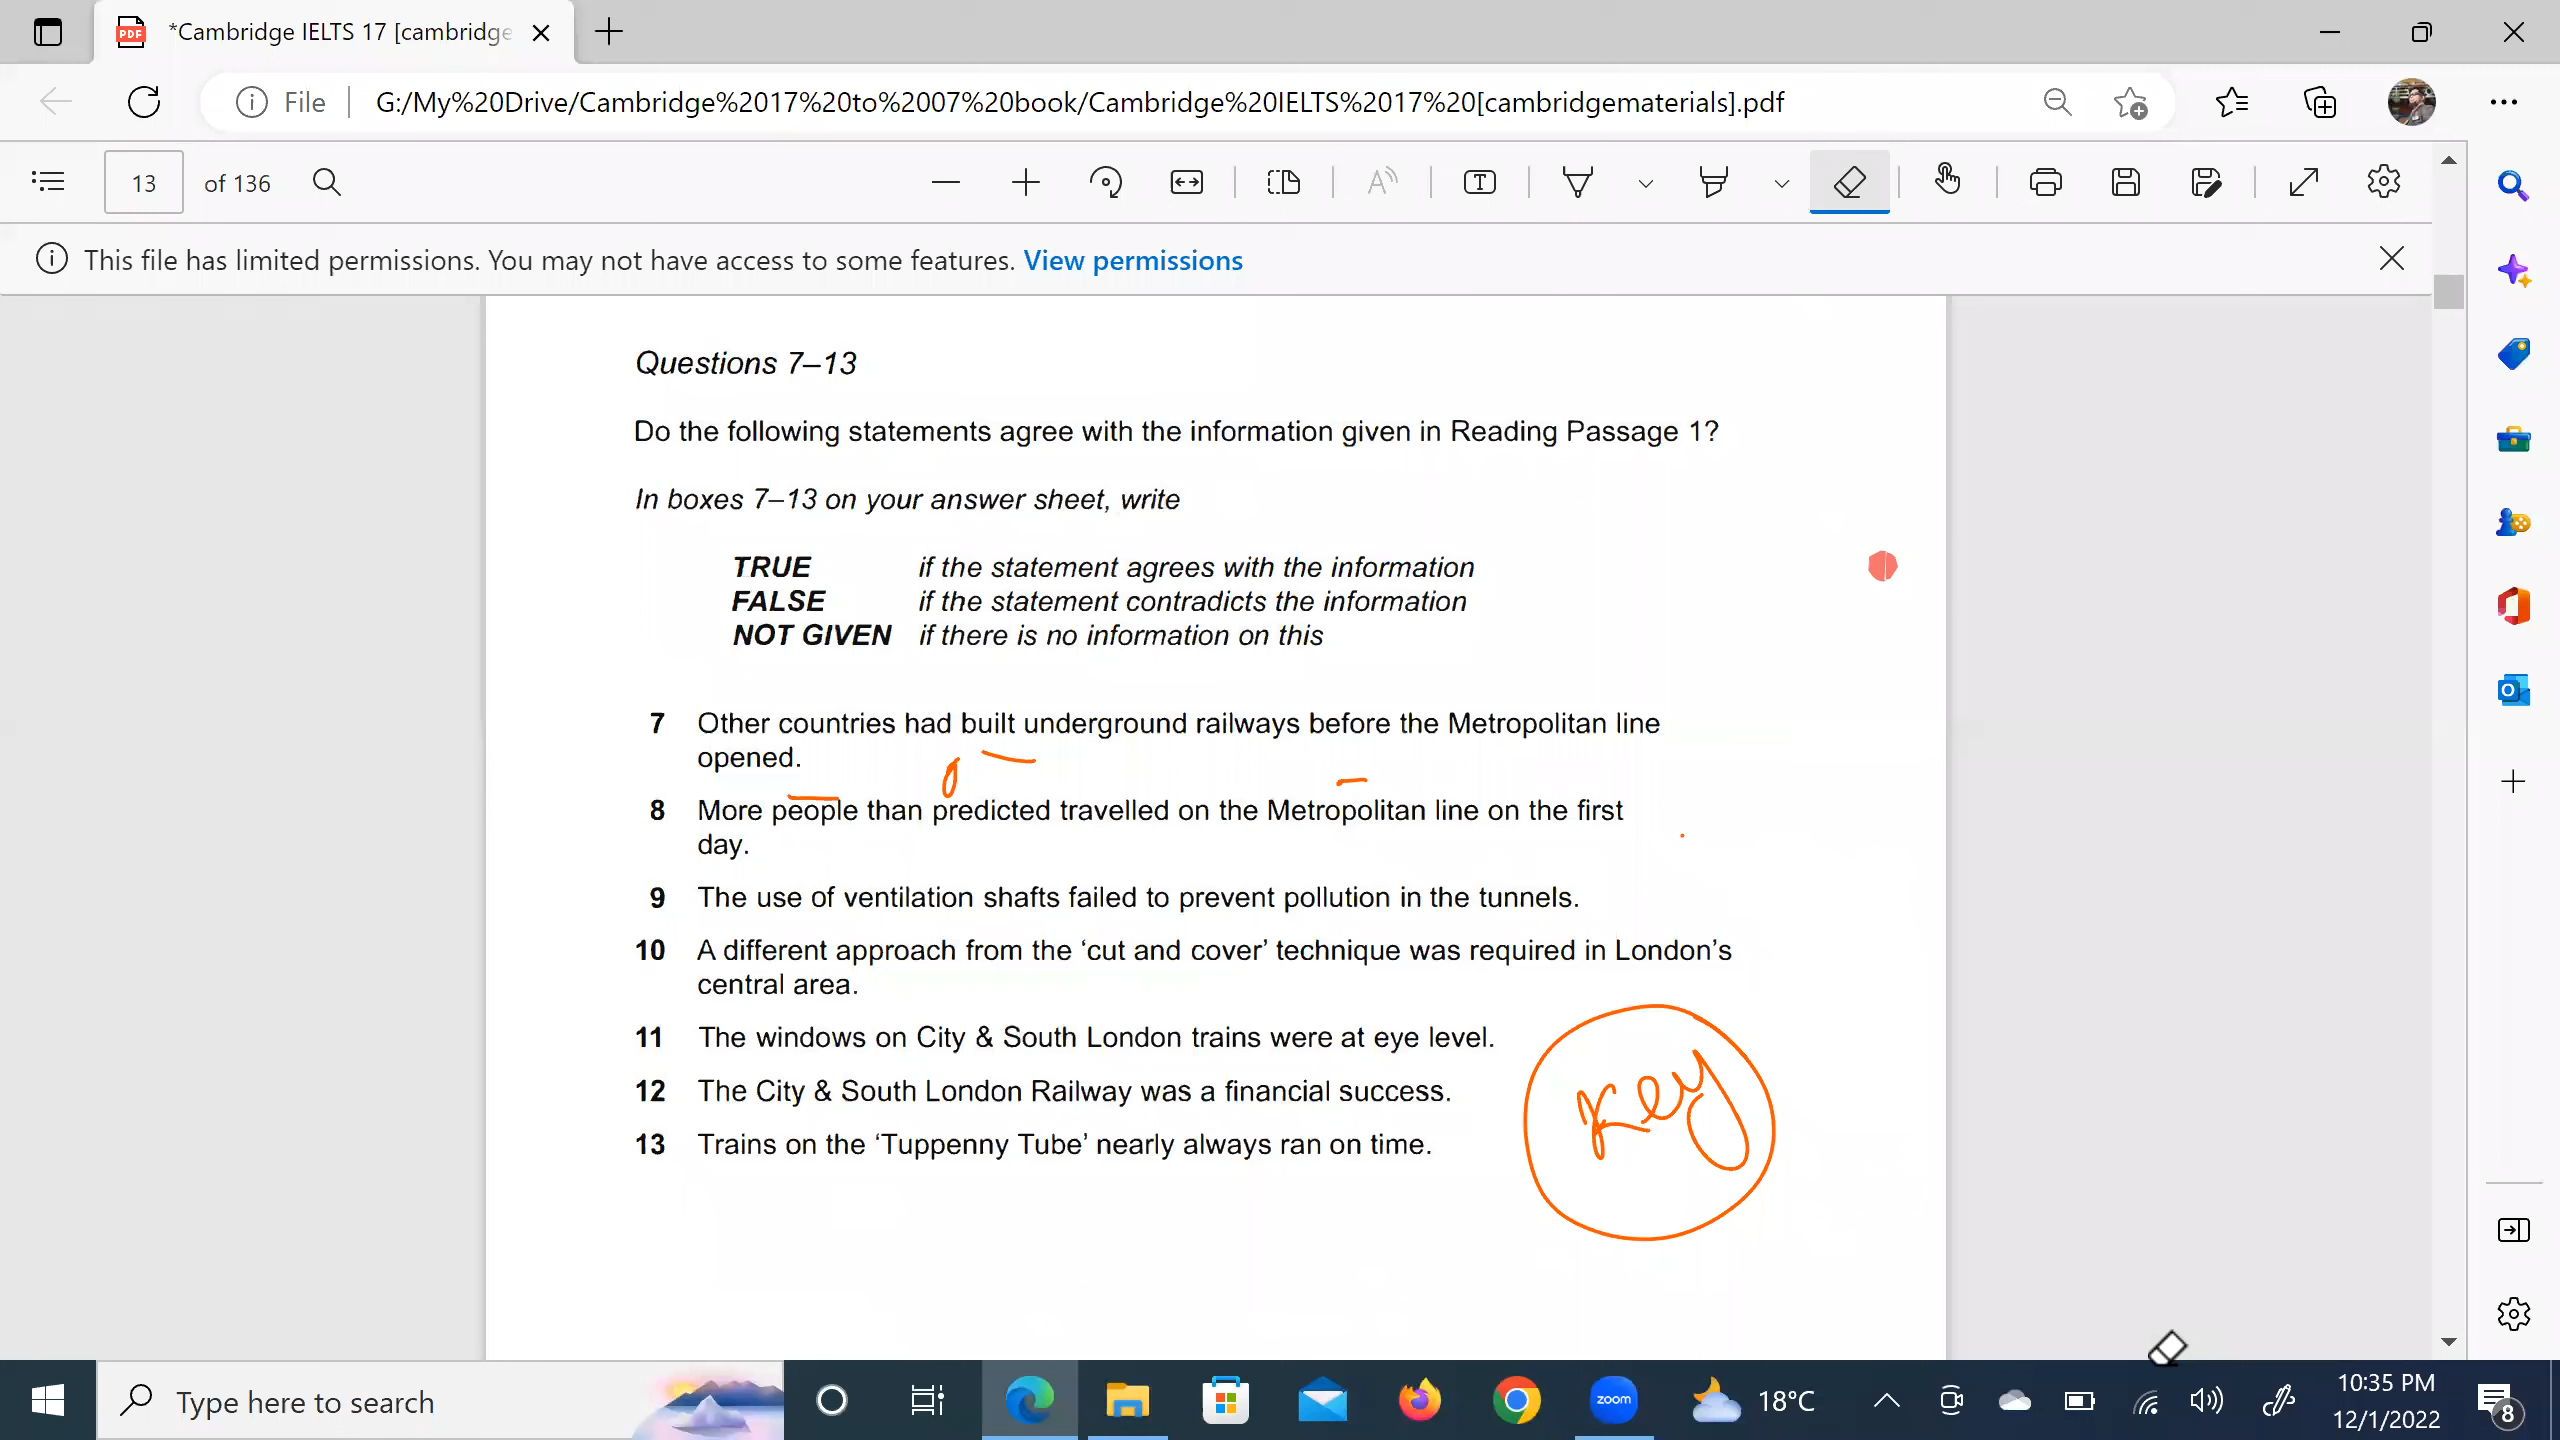 *Cambridge IELTS 17 [cambridge
File
G:/My%20Drive/Cambridge%2017%20to%2007%20book/Cambridge%20IELTS%2017%20[cambridgematerials].pdf
13 of 136
This file has limited permissions. You may not have access to some features. View permissions
Questions 7–13
Do the following statements agree with the information given in Reading Passage 1?
In boxes 7–13 on your answer sheet, write
TRUE if the statement agrees with the information
FALSE if the statement contradicts the information
NOT GIVEN if there is no information on this
7 Other countries had built underground railways before the Metropolitan line
opened.
8 More people than predicted travelled on the Metropolitan line on the first
day.
9 The use of ventilation shafts failed to prevent pollution in the tunnels.
10 A different approach from the ‘cut and cover’ technique was required in London’s
central area.
11 The windows on City & South London trains were at eye level.
12 The City & South London Railway was a financial success.
13 Trains on the ‘Tuppenny Tube’ nearly always ran on time.
Key
Type here to search
zoom
18°C
10:35 PM
12/1/2022
8